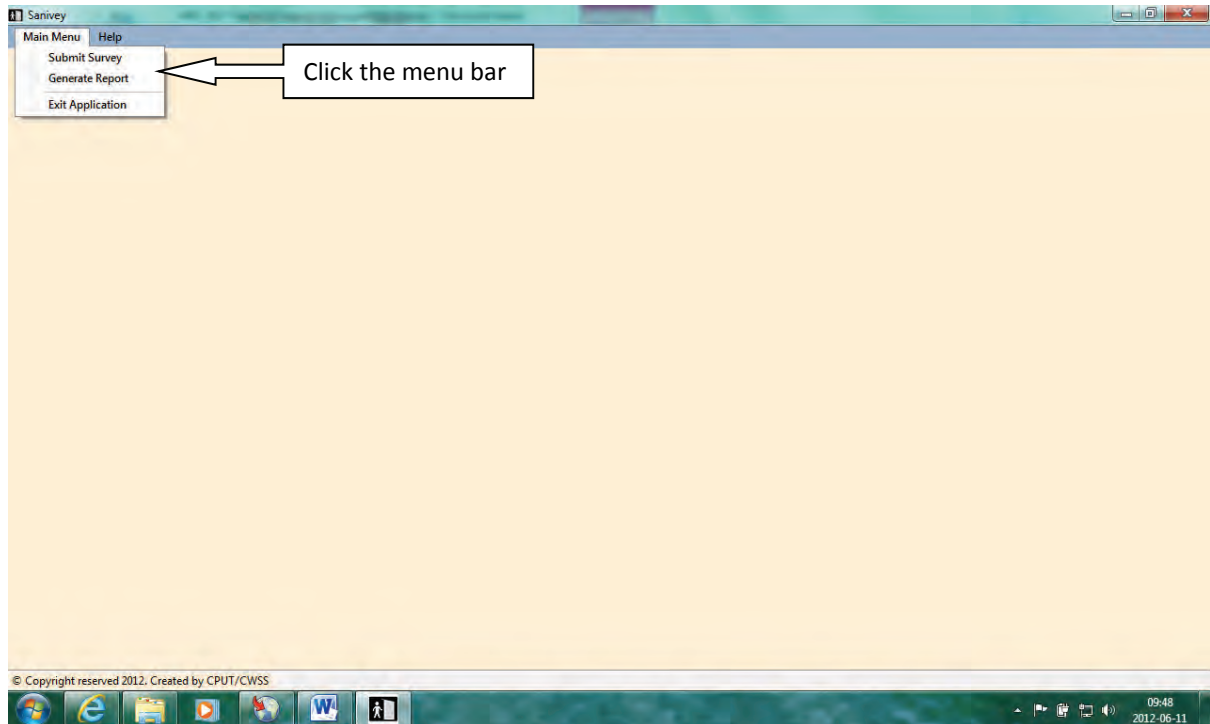 Sanivey
Main Menu Help
Submit Survey
Generate Report
Exit Application
Click the menu bar
© Copyright reserved 2012. Created by CPUT/CWSS
W
09:48
2012-06-11